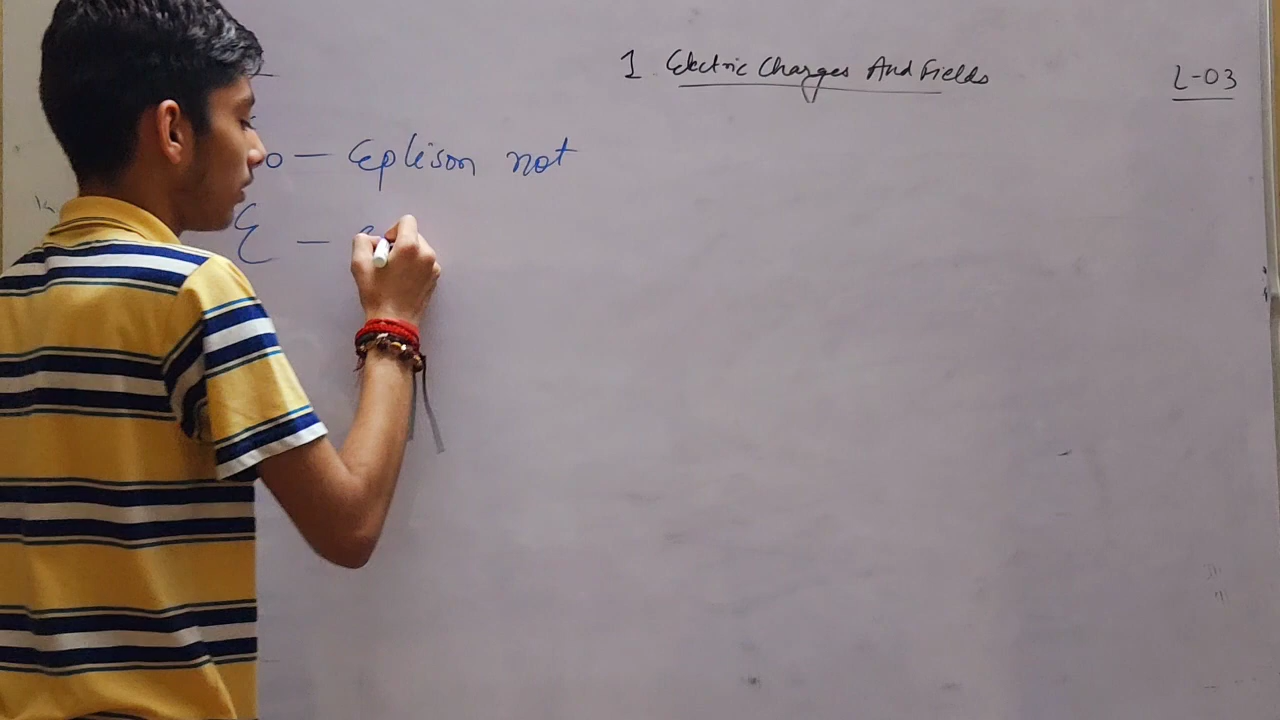 1. Electric Charges And Fields
L-03
o — Eplison not
ε —